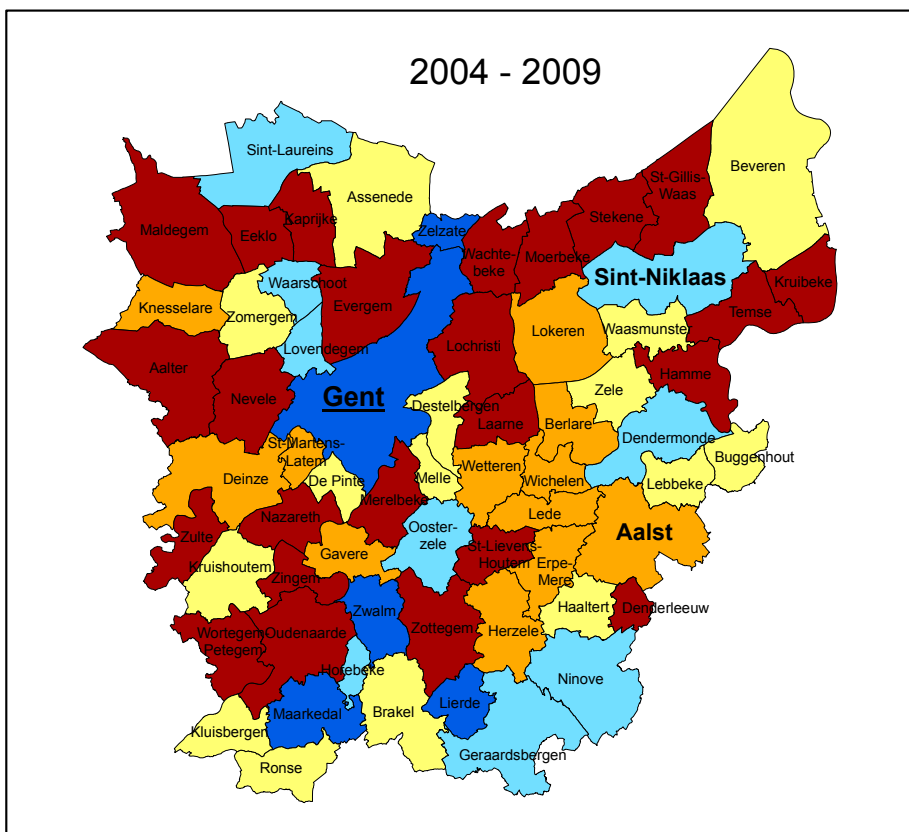 2004 - 2009
Sint-Laureins
Beveren
St-Gillis-
Waas
Assenede
Stekene
Kaprijke
Maldegem
Eeklo
Zelzate
Wachte-
beke
Moerbeke
Sint-Niklaas
Kruibeke
Waarschoot
Knesselare
Evergem
Temse
Zomergem
Lokeren
Waasmunster
Lovendegem
Lochristi
Aalter
Hamme
Zele
Nevele
Gent
Destelbergen
Laarne
Berlare
Dendermonde
St-Martens-
Latem
Buggenhout
Deinze
De Pinte
Melle
Wetteren
Wichelen
Lebbeke
Merelbeke
Lede
Nazareth
Ooster-
zele
Aalst
Zulte
St-Lievens-
Houtom
Gavere
Erpe-
Mere
Kruishoutem
Zingem
Haaltert
Denderleeuw
Zwalm
Wortegem-
Petegem
Oudenaarde
Zottegem
Herzele
Horebeke
Ninove
Maarkedal
Brakel
Lierde
Kluisbergen
Geraardsbergen
Ronse